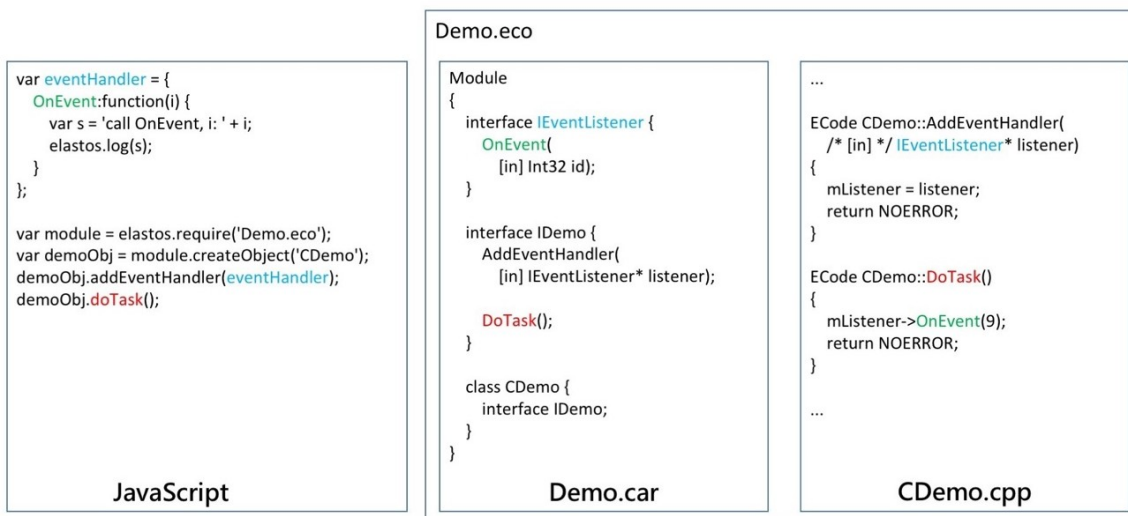 var eventHandler = {
OnEvent:function(i) {
var s = 'call OnEvent, i: ' + i;
elastos.log(s);
}
};
var module = elastos.require('Demo.eco');
var demoObj = module.createObject('CDemo');
demoObj.addEventHandler(eventHandler);
demoObj.doTask();
JavaScript
Demo.eco
Module
{
interface IEventListener {
OnEvent(
[in] Int32 id);
}
interface IDemo {
AddEventHandler(
[in] IEventListener* listener);
DoTask();
}
class CDemo {
interface IDemo;
}
}
Demo.car
...
ECode CDemo::AddEventHandler(
/* [in] */ IEventListener* listener)
{
mListener = listener;
return NOERROR;
}
ECode CDemo::DoTask()
{
mListener->OnEvent(9);
return NOERROR;
}
...
CDemo.cpp